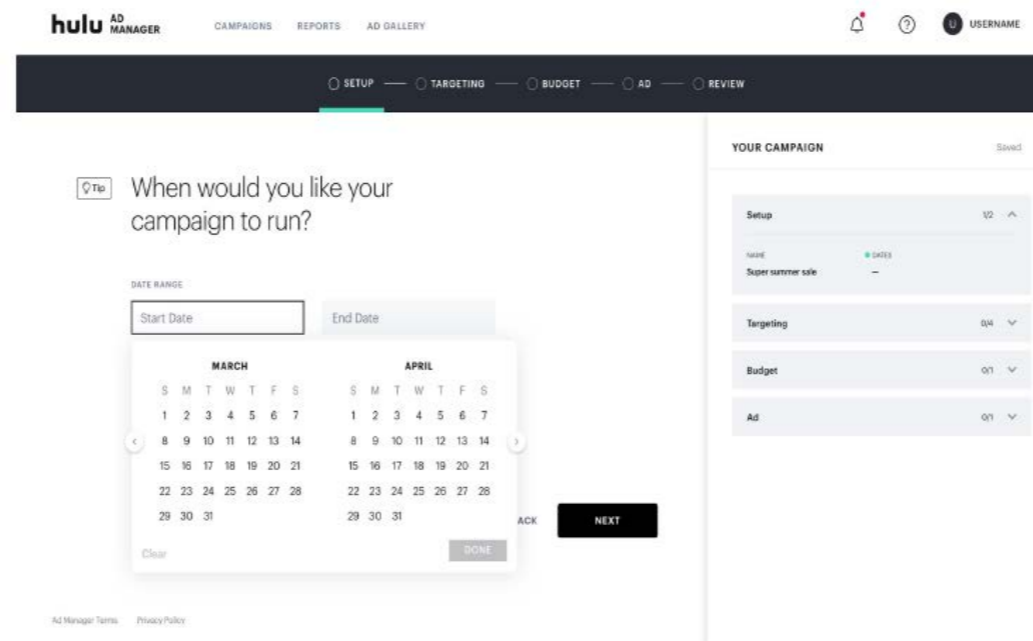 hulu AD MANAGER CAMPAIGNS REPORTS AD GALLERY U USERNAME
SETUP TARGETING BUDGET AD REVIEW
YOUR CAMPAIGN Saved
Tip When would you like your
campaign to run?
Setup 1/2
NAME DATES
Super summer sale –
DATE RANGE
Start Date End Date
Targeting 0/4
Budget 0/1
Ad 0/1
MARCH APRIL
S M T W T F S S M T W T F S
1 2 3 4 5 6 7 1 2 3 4 5 6 7
8 9 10 11 12 13 14 8 9 10 11 12 13 14
15 16 17 18 19 20 21 15 16 17 18 19 20 21
22 23 24 25 26 27 28 22 23 24 25 26 27 28
29 30 31 29 30 31
ACK NEXT
Clear DONE
Ad Manager Terms Privacy Policy